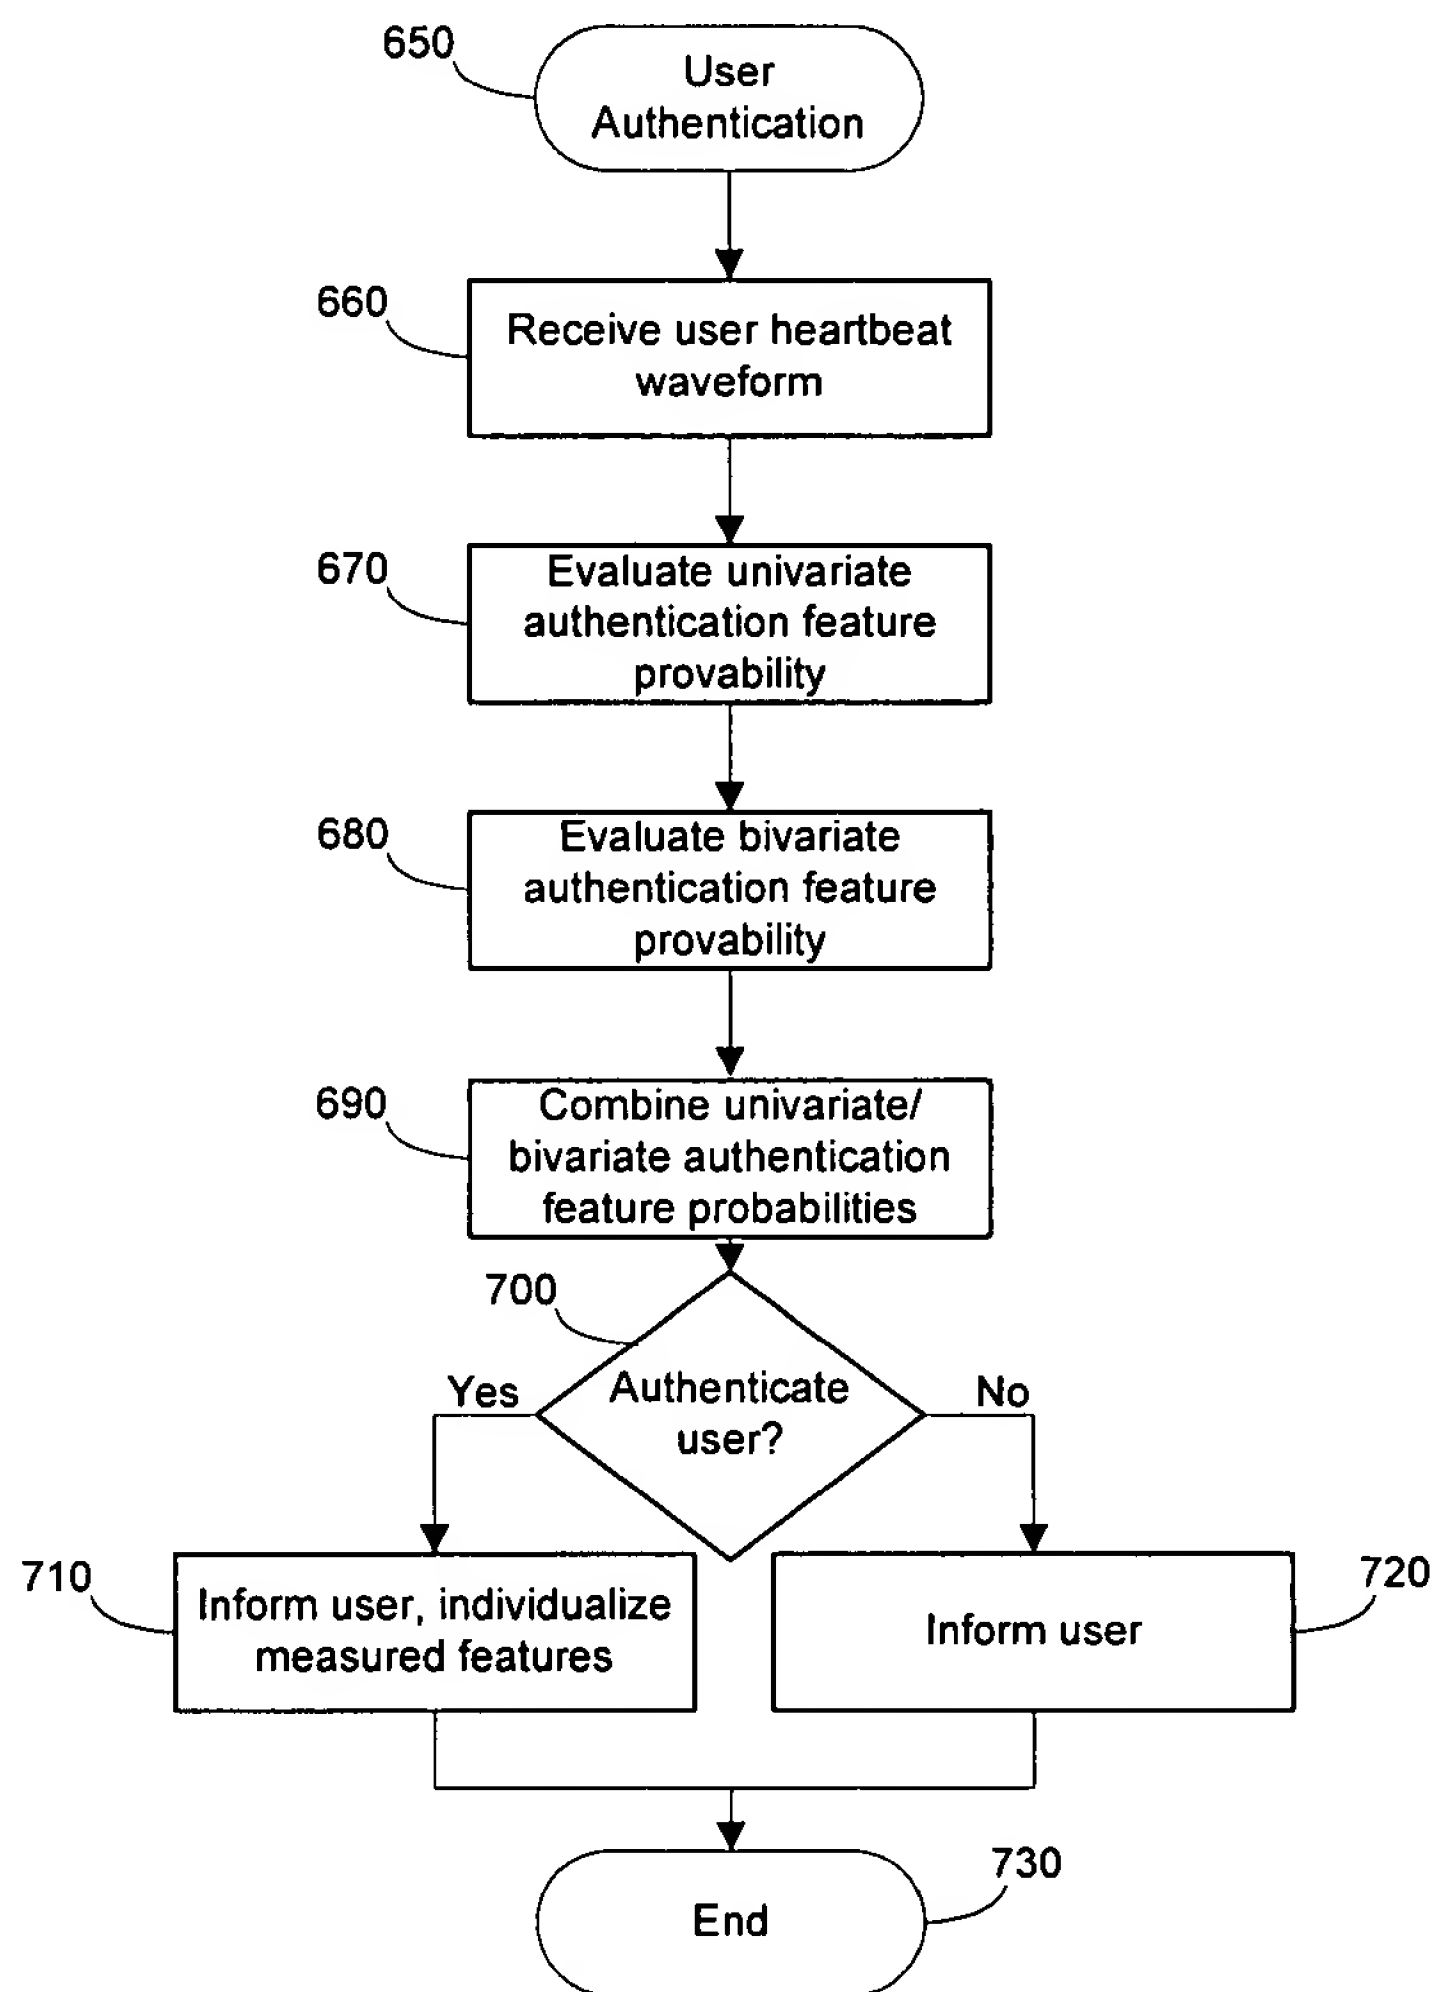 650
User
Authentication
660
Receive user heartbeat
waveform
670
Evaluate univariate
authentication feature
provability
680
Evaluate bivariate
authentication feature
provability
690
Combine univariate/
bivariate authentication
feature probabilities
700
Authenticate
user?
Yes
No
710
Inform user, individualize
measured features
720
Inform user
730
End